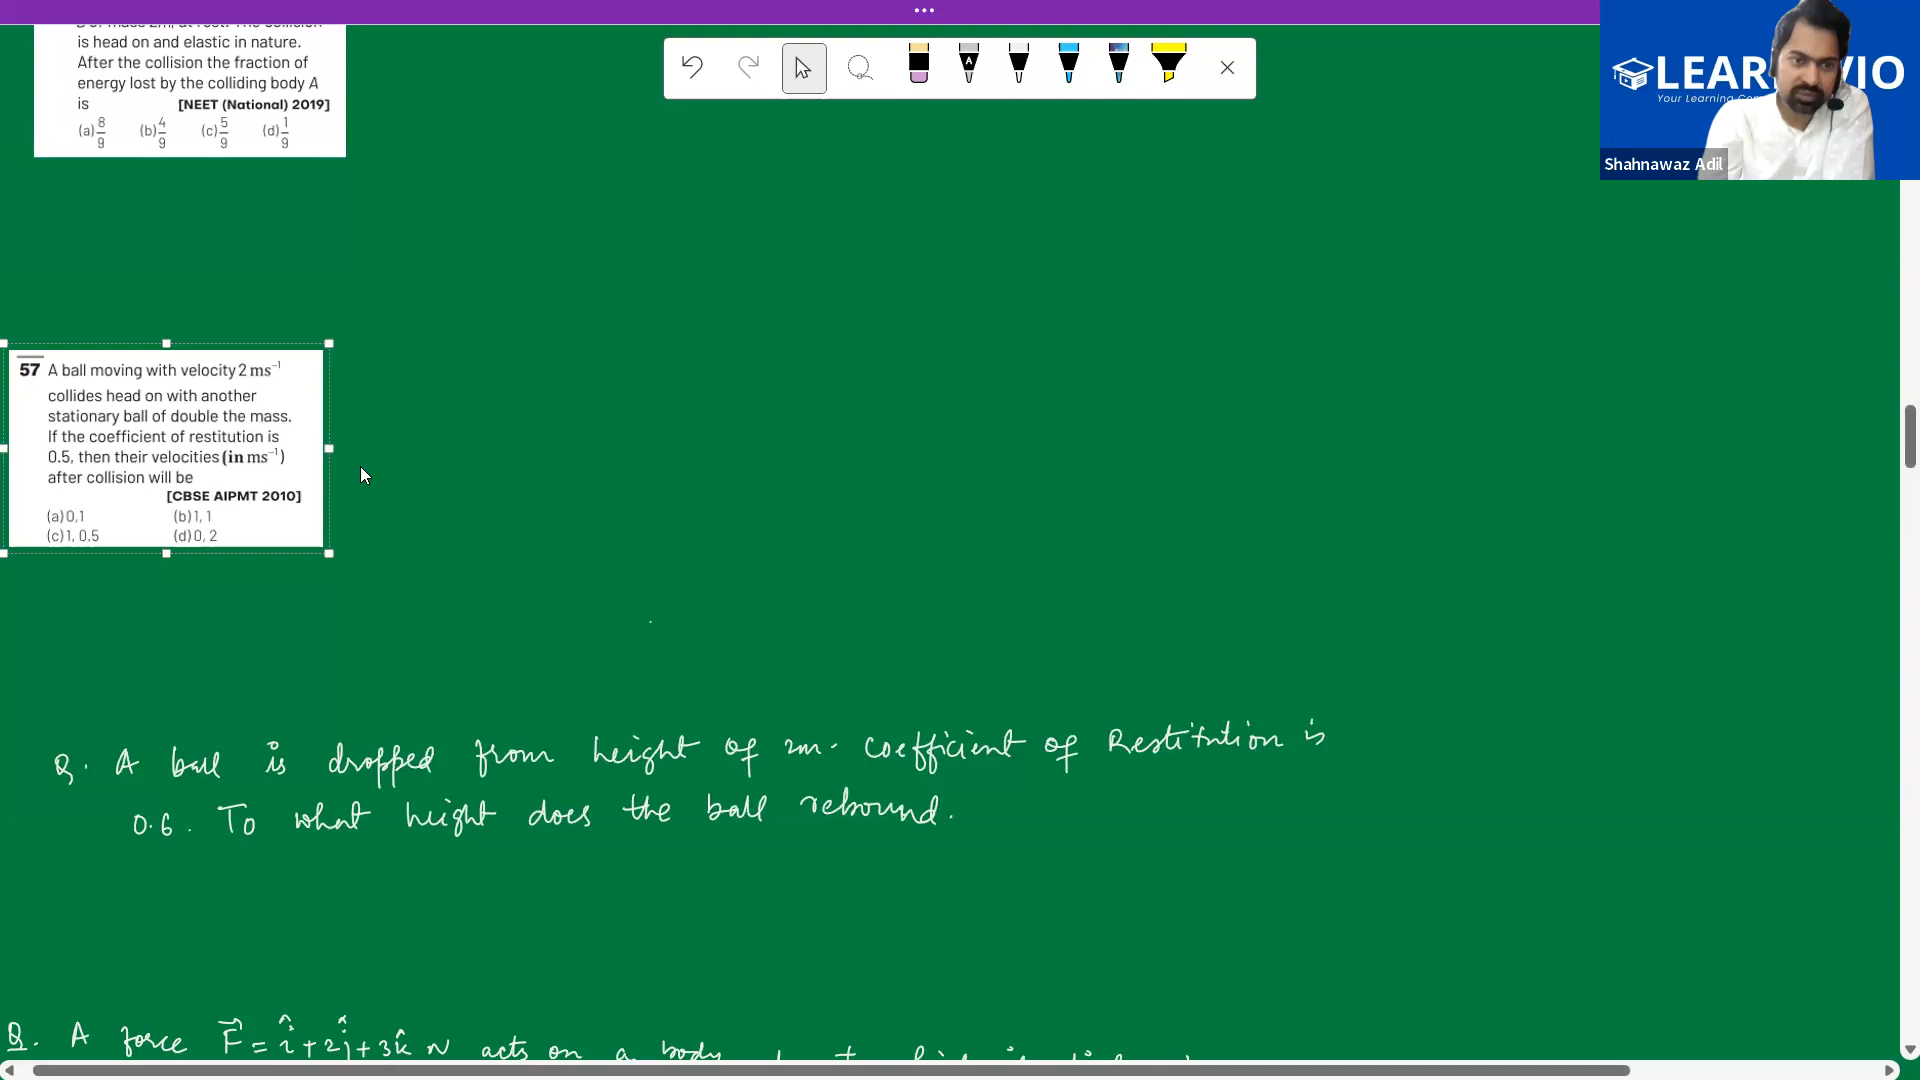 is head on and elastic in nature.
After the collision the fraction of
energy lost by the colliding body A
is [NEET (National) 2019]
(a) 8/9 (b) 4/9 (c) 5/9 (d) 1/9
LEAR VIO
Your Learning Com
Shahnawaz Adil
57 A ball moving with velocity 2 ms⁻¹
collides head on with another
stationary ball of double the mass.
If the coefficient of restitution is
0.5, then their velocities (in ms⁻¹)
after collision will be
[CBSE AIPMT 2010]
(a) 0,1 (b) 1, 1
(c) 1, 0.5 (d) 0, 2
Q. A ball is dropped from height of 2m. Coefficient of Restitution is
0.6. To what height does the ball rebound.
Q. A force F⃗ = î + 2ĵ + 3k̂ N acts on a body